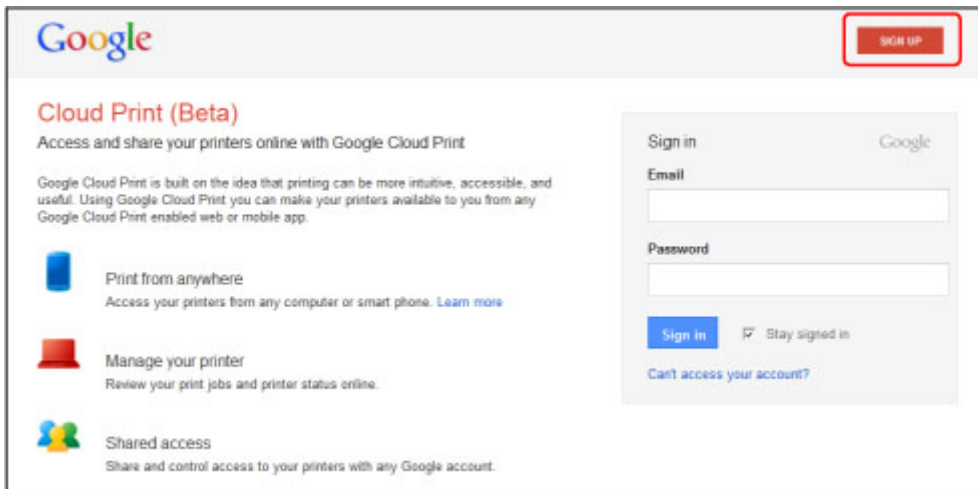 Google
SIGN UP
Cloud Print (Beta)
Access and share your printers online with Google Cloud Print
Google Cloud Print is built on the idea that printing can be more intuitive, accessible, and
useful. Using Google Cloud Print you can make your printers available to you from any
Google Cloud Print enabled web or mobile app.
Print from anywhere
Access your printers from any computer or smart phone. Learn more
Manage your printer
Review your print jobs and printer status online.
Shared access
Share and control access to your printers with any Google account.
Sign in
Google
Email
Password
Sign in
Stay signed in
Can't access your account?